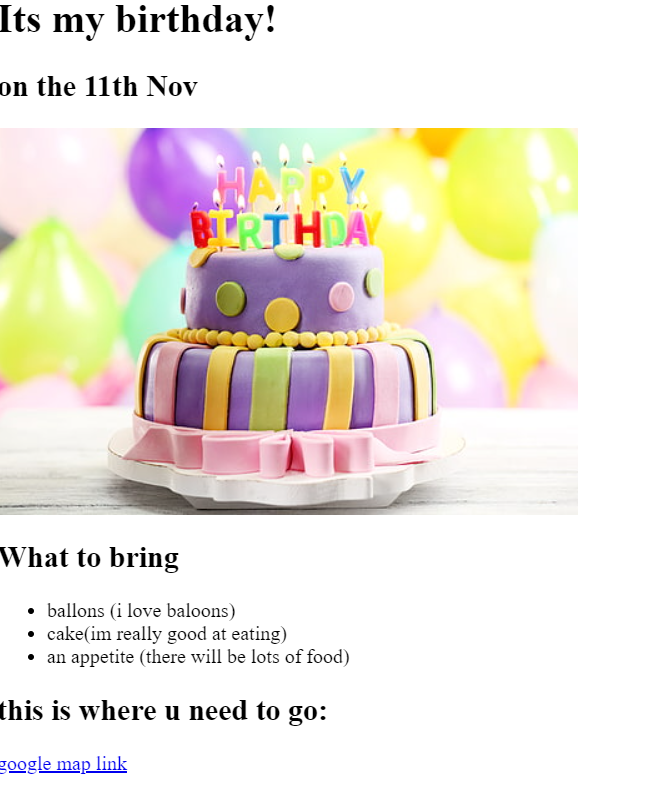 Its my birthday!
on the 11th Nov
HAPPY
BIRTHDAY
What to bring
ballons (i love baloons)
cake(im really good at eating)
an appetite (there will be lots of food)
this is where u need to go:
google map link